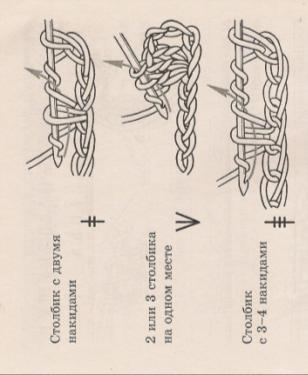 Столбик с двумя
накидами
2 или 3 столбика
на одном месте
Столбик
с 3–4 накидами